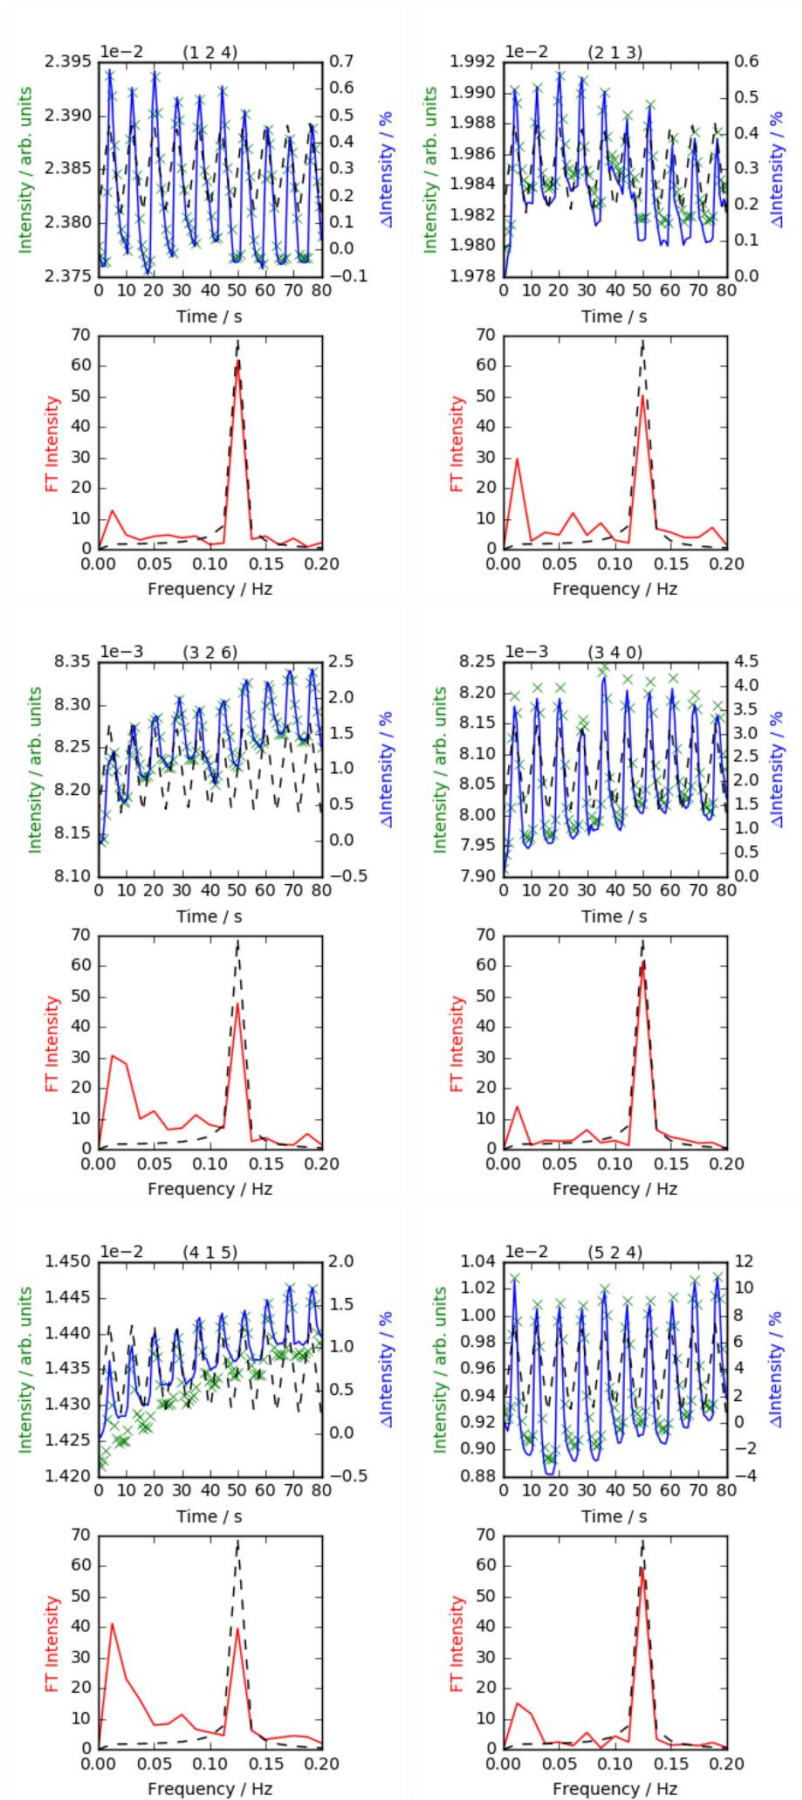 1e−2 (1 2 4)
Intensity / arb. units
2.395
2.390
2.385
2.380
2.375
0.7
0.6
0.5
0.4
0.3
0.2
0.1
0.0
−0.1
ΔIntensity / %
0 10 20 30 40 50 60 70 80
Time / s
FT Intensity
70
60
50
40
30
20
10
0
0.00 0.05 0.10 0.15 0.20
Frequency / Hz
1e−2 (2 1 3)
Intensity / arb. units
1.992
1.990
1.988
1.986
1.984
1.982
1.980
1.978
0.6
0.5
0.4
0.3
0.2
0.1
0.0
ΔIntensity / %
0 10 20 30 40 50 60 70 80
Time / s
FT Intensity
70
60
50
40
30
20
10
0
0.00 0.05 0.10 0.15 0.20
Frequency / Hz
1e−3 (3 2 6)
Intensity / arb. units
8.35
8.30
8.25
8.20
8.15
8.10
2.5
2.0
1.5
1.0
0.5
0.0
−0.5
ΔIntensity / %
0 10 20 30 40 50 60 70 80
Time / s
FT Intensity
70
60
50
40
30
20
10
0
0.00 0.05 0.10 0.15 0.20
Frequency / Hz
1e−3 (3 4 0)
Intensity / arb. units
8.25
8.20
8.15
8.10
8.05
8.00
7.95
7.90
4.5
4.0
3.5
3.0
2.5
2.0
1.5
1.0
0.5
0.0
ΔIntensity / %
0 10 20 30 40 50 60 70 80
Time / s
FT Intensity
70
60
50
40
30
20
10
0
0.00 0.05 0.10 0.15 0.20
Frequency / Hz
1e−2 (4 1 5)
Intensity / arb. units
1.450
1.445
1.440
1.435
1.430
1.425
1.420
2.0
1.5
1.0
0.5
0.0
−0.5
ΔIntensity / %
0 10 20 30 40 50 60 70 80
Time / s
FT Intensity
70
60
50
40
30
20
10
0
0.00 0.05 0.10 0.15 0.20
Frequency / Hz
1e−2 (5 2 4)
Intensity / arb. units
1.04
1.02
1.00
0.98
0.96
0.94
0.92
0.90
0.88
12
10
8
6
4
2
0
−2
−4
ΔIntensity / %
0 10 20 30 40 50 60 70 80
Time / s
FT Intensity
70
60
50
40
30
20
10
0
0.00 0.05 0.10 0.15 0.20
Frequency / Hz